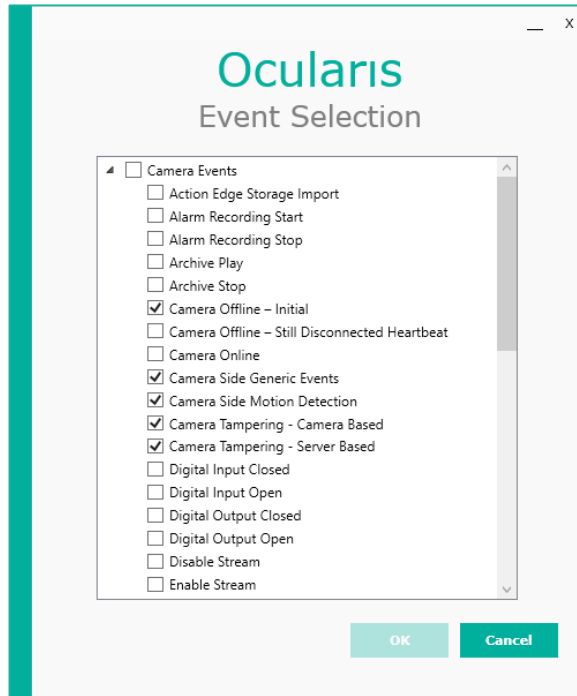 X
Ocularıs
Event Selection
Camera Events
Action Edge Storage Import
Alarm Recording Start
Alarm Recording Stop
Archive Play
Archive Stop
Camera Offline – Initial
Camera Offline – Still Disconnected Heartbeat
Camera Online
Camera Side Generic Events
Camera Side Motion Detection
Camera Tampering - Camera Based
Camera Tampering - Server Based
Digital Input Closed
Digital Input Open
Digital Output Closed
Digital Output Open
Disable Stream
Enable Stream
OK Cancel